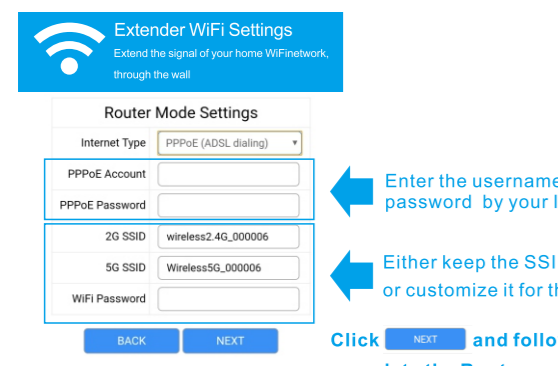 Extender WiFi Settings
Extend the signal of your home WiFinetwork,
through the wall
Router Mode Settings
Internet Type PPPoE (ADSL dialing)
PPPoE Account
PPPoE Password
Enter the username
password by your
2G SSID wireless2.4G_000006
5G SSID Wireless5G_000006
WiFi Password
Either keep the SSI
or customize it for th
BACK NEXT
Click NEXT and follo